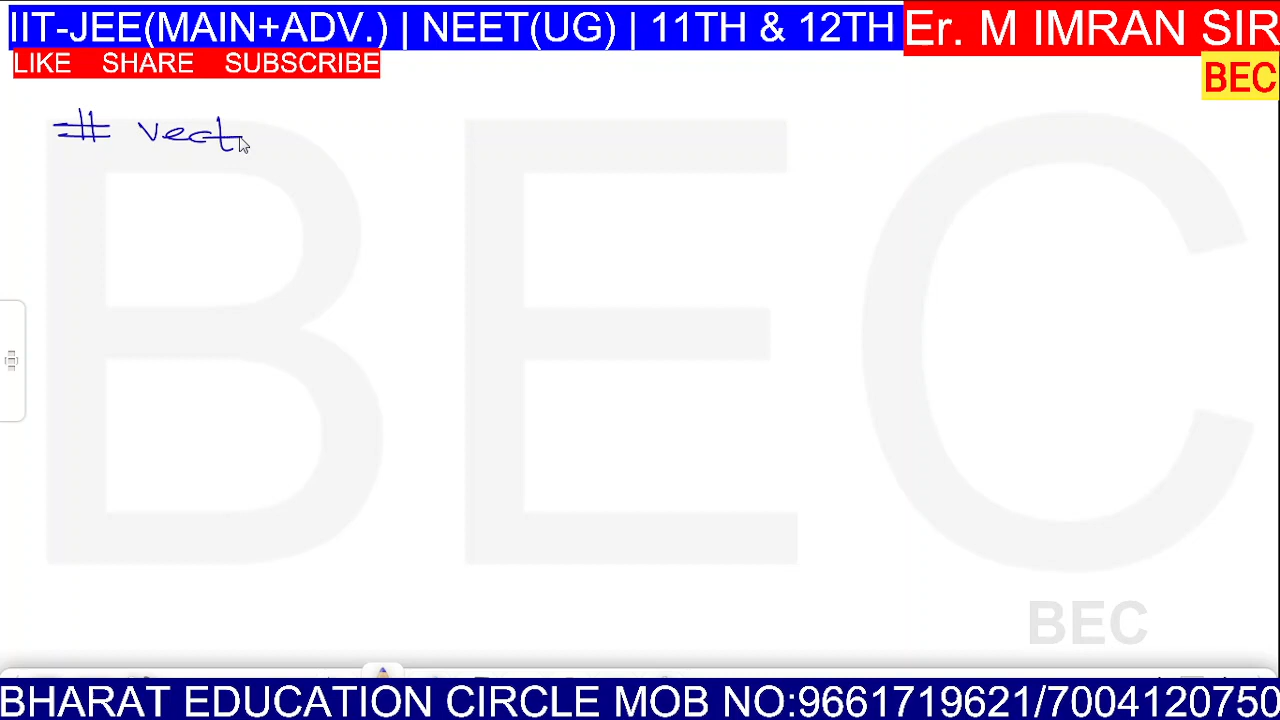 IIT-JEE(MAIN+ADV.) | NEET(UG) | 11TH & 12TH Er. M IMRAN SIR
LIKE SHARE SUBSCRIBE
BEC
# vect
BEC
BEC
BHARAT EDUCATION CIRCLE MOB NO:9661719621/7004120750